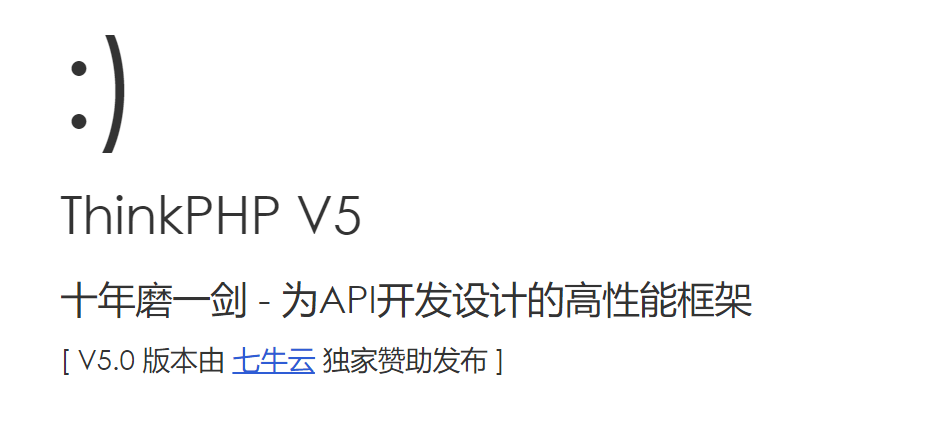 :)
ThinkPHP V5
十年磨一剑 - 为API开发设计的高性能框架
[ V5.0 版本由 七牛云 独家赞助发布 ]